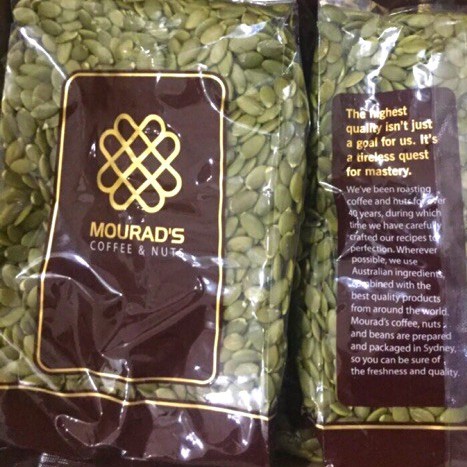 MOURAD'S
COFFEE & NUTS
The highest
quality isn't just
a goal for us. It's
a tireless quest
for mastery.
We've been roasting
coffee and nuts for over
40 years, during which
time we have carefully
crafted our recipes to
perfection. Wherever
possible, we use
Australian ingredients,
combined with the
best quality products
from around the world.
Mourad's coffee, nuts
and beans are prepared
and packaged in Sydney,
so you can be sure of
the freshness and quality.